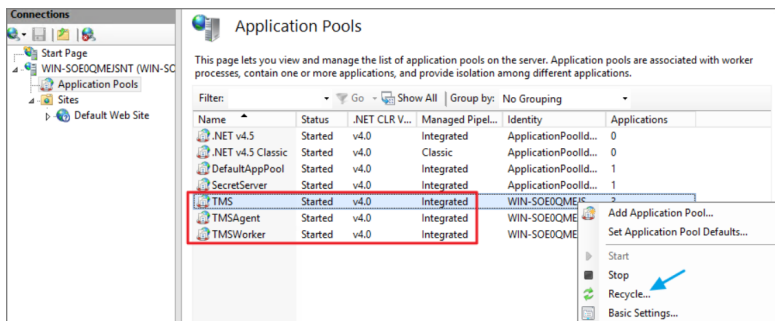 Connections
Start Page
WIN-SOE0QMEJSNT (WIN-SO
Application Pools
Sites
Default Web Site
Application Pools
This page lets you view and manage the list of application pools on the server. Application pools are associated with worker
processes, contain one or more applications, and provide isolation among different applications.
Filter: Go Show All Group by: No Grouping
Name Status .NET CLR V... Managed Pipel... Identity Applications
.NET v4.5 Started v4.0 Integrated ApplicationPoolId... 0
.NET v4.5 Classic Started v4.0 Classic ApplicationPoolId... 0
DefaultAppPool Started v4.0 Integrated ApplicationPoolId... 1
SecretServer Started v4.0 Integrated ApplicationPoolId... 1
TMS Started v4.0 Integrated WIN-SOE0QMEJS... 3
TMSAgent Started v4.0 Integrated WIN-SOE0QME
TMSWorker Started v4.0 Integrated WIN-SOE0QME
Add Application Pool...
Set Application Pool Defaults...
Start
Stop
Recycle...
Basic Settings...